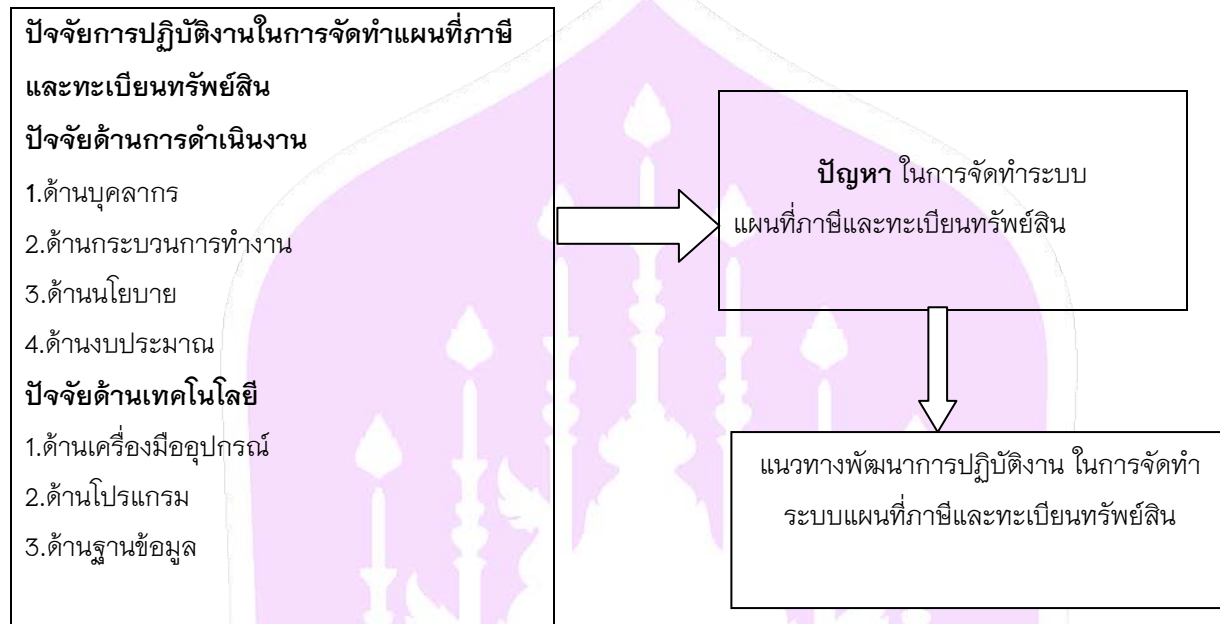 ปัจจัยการปฏิบัติงานในการจัดทำแผนที่ภาษี
และทะเบียนทรัพย์สิน
ปัจจัยด้านการดำเนินงาน
1.ด้านบุคลากร
2.ด้านกระบวนการทำงาน
3.ด้านนโยบาย
4.ด้านงบประมาณ
ปัจจัยด้านเทคโนโลยี
1.ด้านเครื่องมืออุปกรณ์
2.ด้านโปรแกรม
3.ด้านฐานข้อมูล
ปัญหา ในการจัดทำระบบ
แผนที่ภาษีและทะเบียนทรัพย์สิน
แนวทางพัฒนาการปฏิบัติงาน ในการจัดทำ
ระบบแผนที่ภาษีและทะเบียนทรัพย์สิน